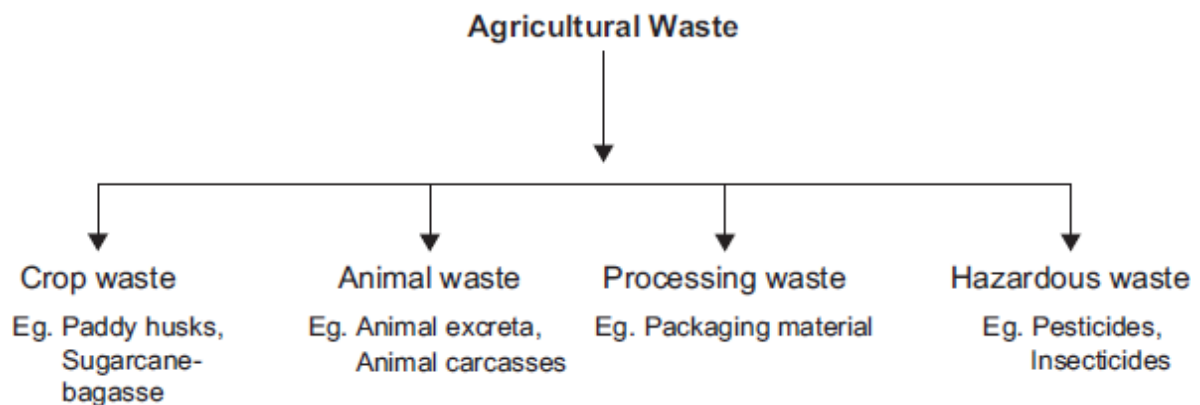 Agricultural Waste
Crop waste
Eg. Paddy husks,
Sugarcane-
bagasse
Animal waste
Eg. Animal excreta,
Animal carcasses
Processing waste
Eg. Packaging material
Hazardous waste
Eg. Pesticides,
Insecticides